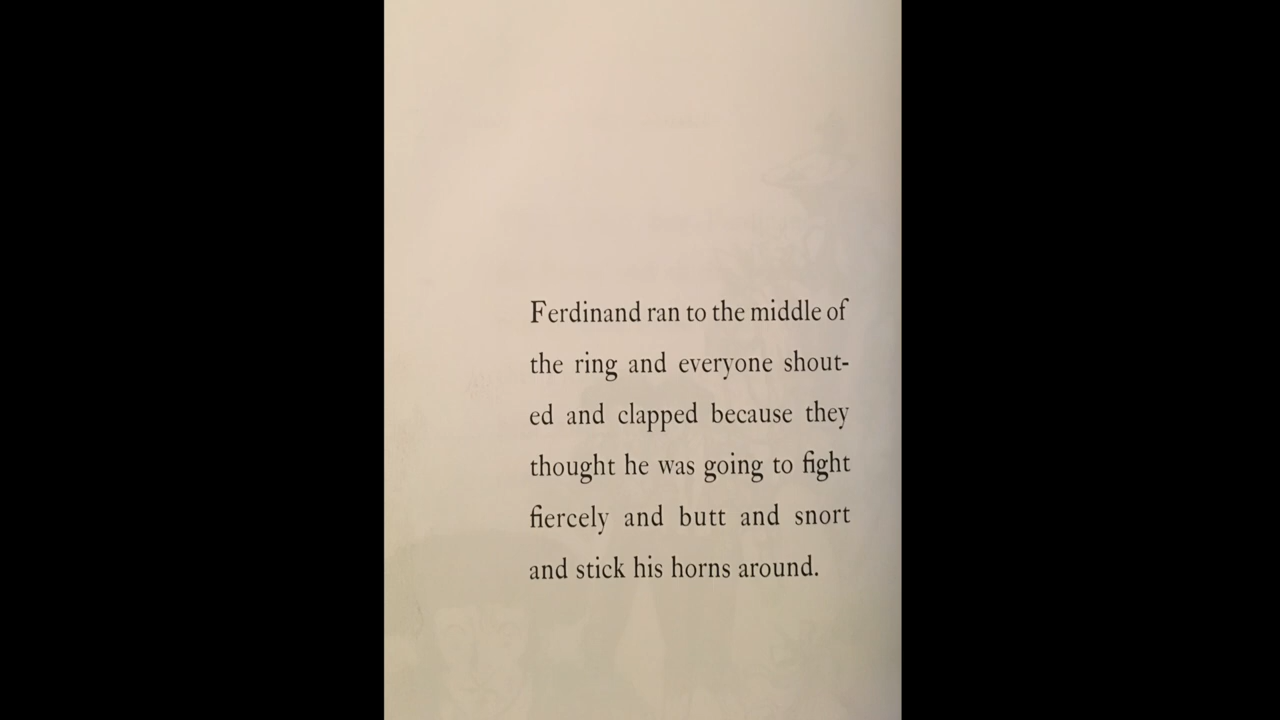 Ferdinand ran to the middle of
the ring and everyone shout-
ed and clapped because they
thought he was going to fight
fiercely and butt and snort
and stick his horns around.